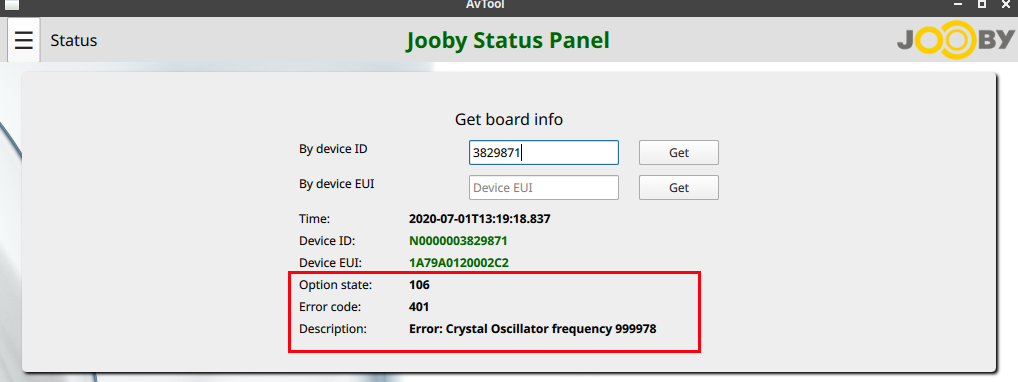 AvTool
Status
Jooby Status Panel
JOOBY
Get board info
By device ID 3829871 Get
By device EUI Device EUI Get
Time: 2020-07-01T13:19:18.837
Device ID: N0000003829871
Device EUI: 1A79A0120002C2
Option state: 106
Error code: 401
Description: Error: Crystal Oscillator frequency 999978